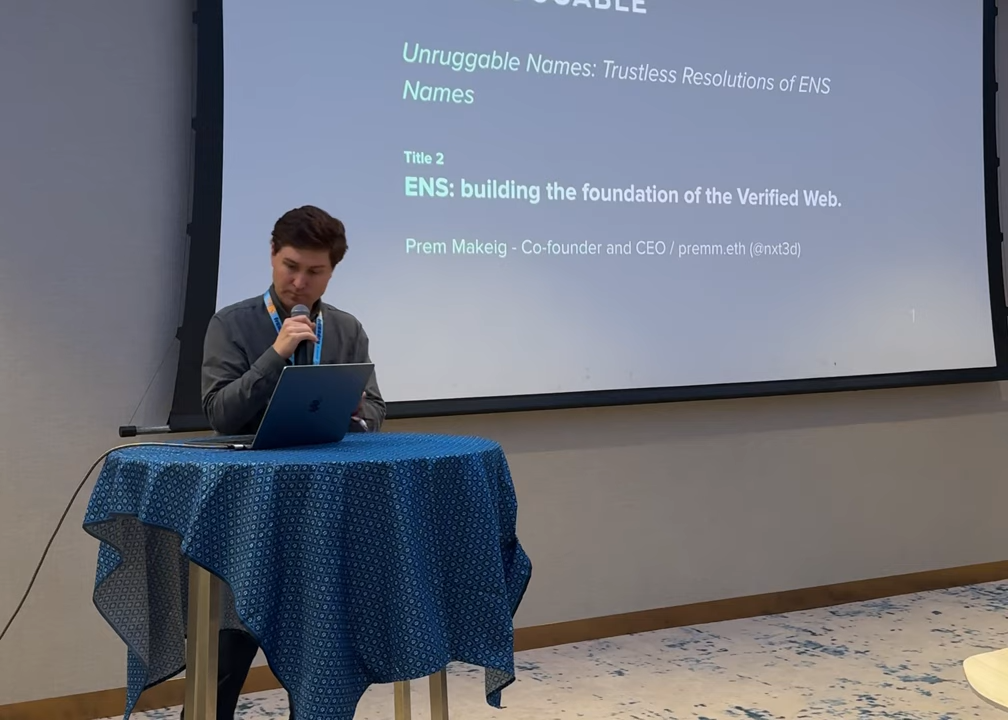 Unruggable Names: Trustless Resolutions of ENS
Names
Title 2
ENS: building the foundation of the Verified Web.
Prem Makeig - Co-founder and CEO / premm.eth (@nxt3d)